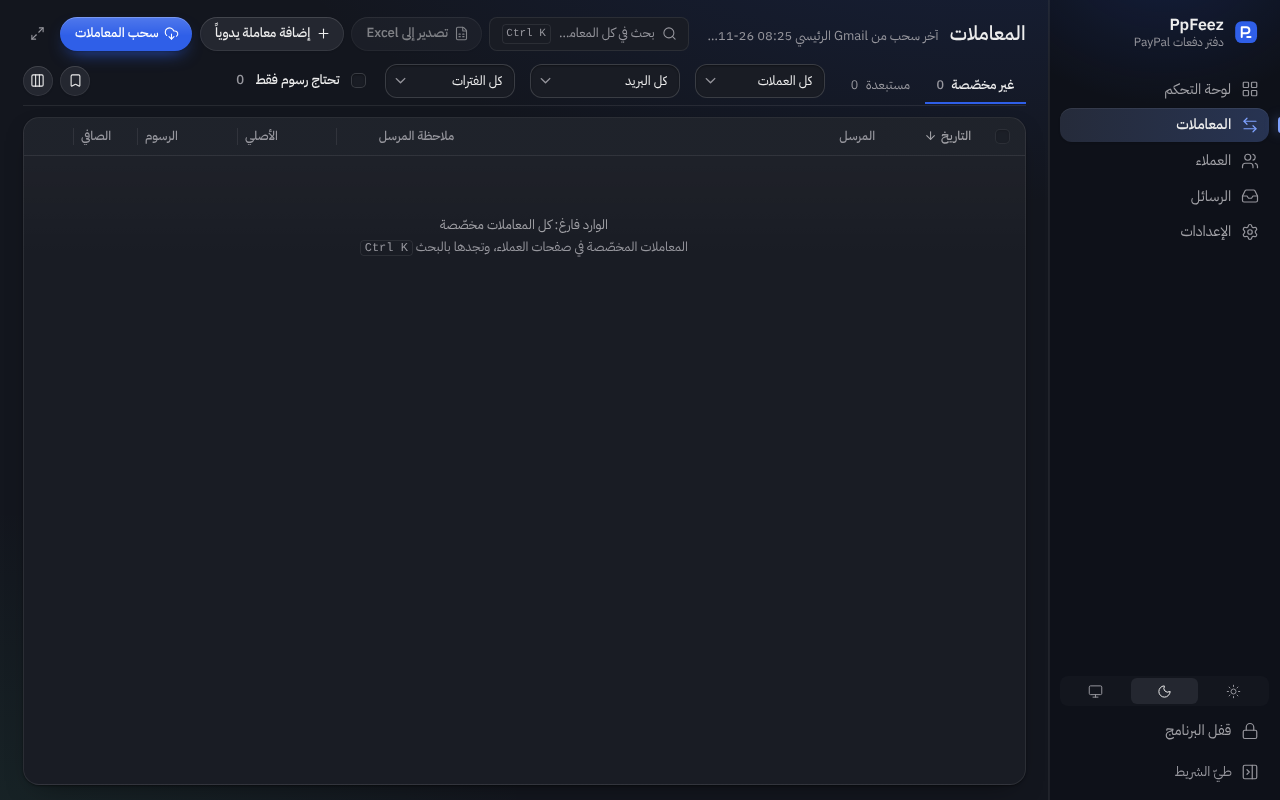 PpFeez
دفتر دفعات PayPal
لوحة التحكم
المعاملات
العملاء
الرسائل
الإعدادات
قفل البرنامج
طيّ الشريط
المعاملات
آخر سحب من Gmail الرئيسي 08:25 26-11...
بحث في كل المعام... Ctrl K
تصدير إلى Excel
إضافة معاملة يدوياً
سحب المعاملات
غير مخصّصة 0
مستبعدة 0
كل العملات
كل البريد
كل الفترات
تحتاج رسوم فقط 0
التاريخ
المرسل
ملاحظة المرسل
الأصلي
الرسوم
الصافي
الوارد فارغ: كل المعاملات مخصّصة
المعاملات المخصّصة في صفحات العملاء، وتجدها بالبحث Ctrl K